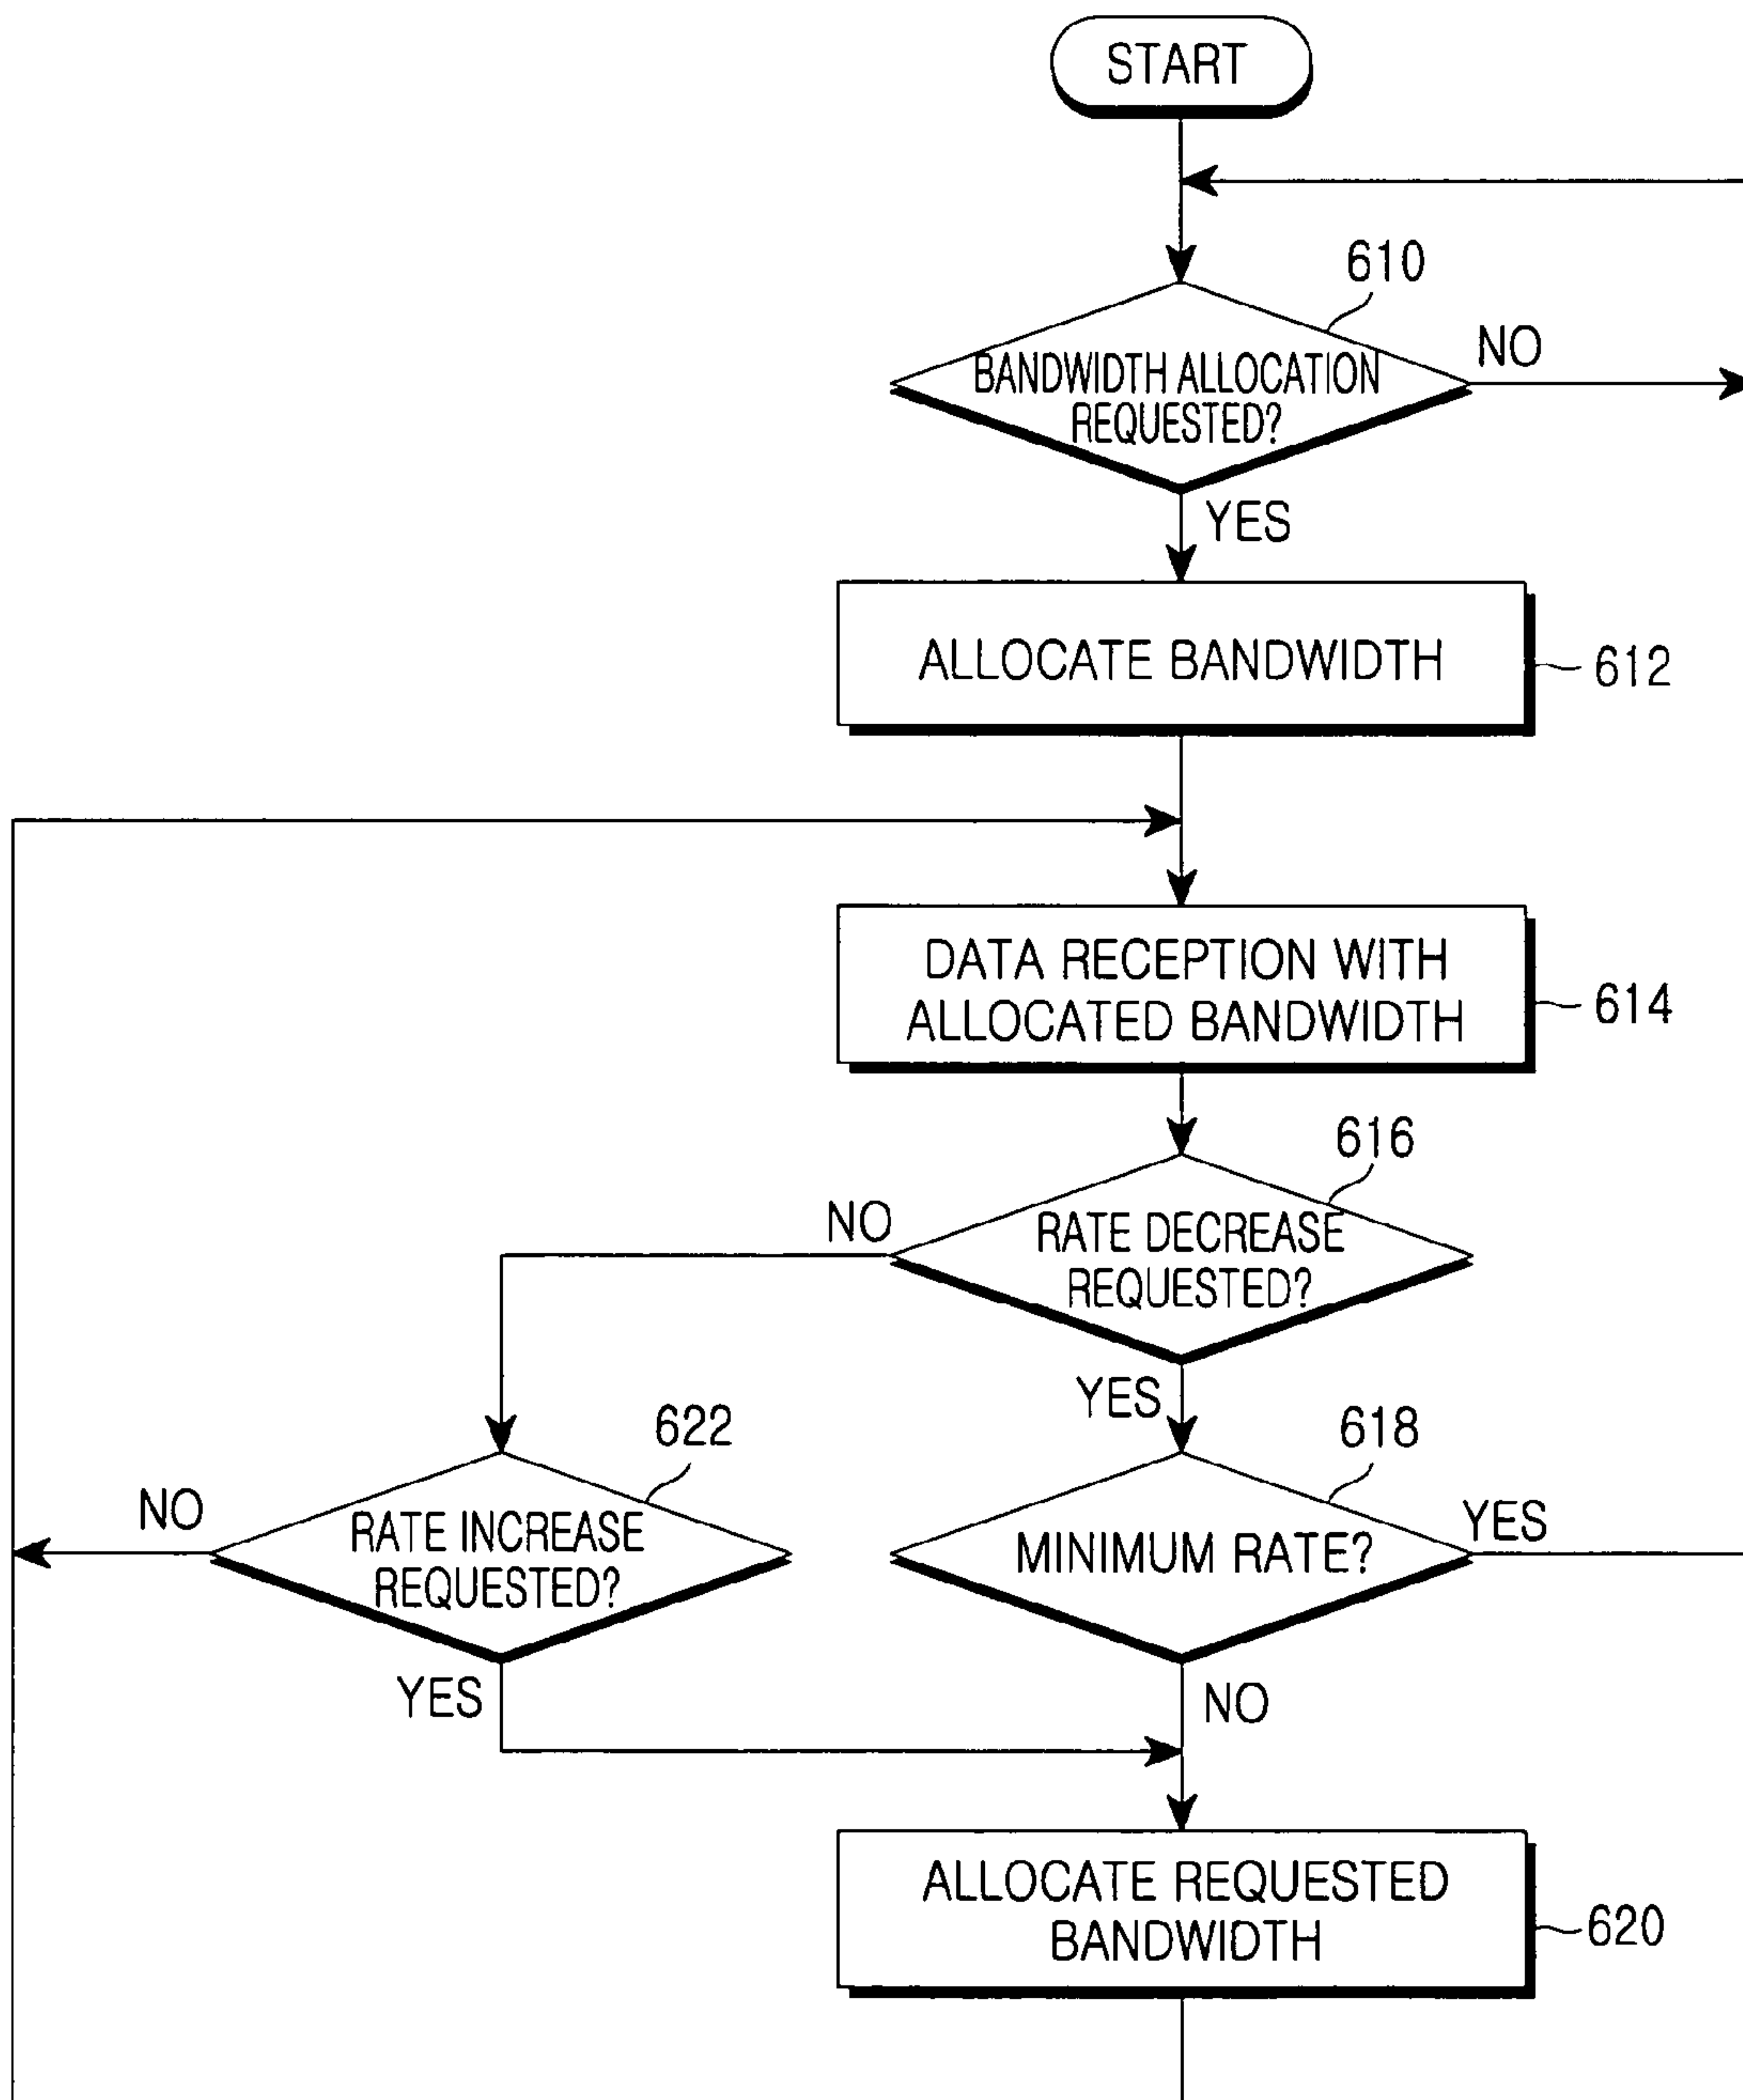 START
610
BANDWIDTH ALLOCATION
REQUESTED?
NO
YES
ALLOCATE BANDWIDTH
612
DATA RECEPTION WITH
ALLOCATED BANDWIDTH
614
616
NO
RATE DECREASE
REQUESTED?
YES
622
618
NO
RATE INCREASE
REQUESTED?
MINIMUM RATE?
YES
YES
NO
ALLOCATE REQUESTED
BANDWIDTH
620